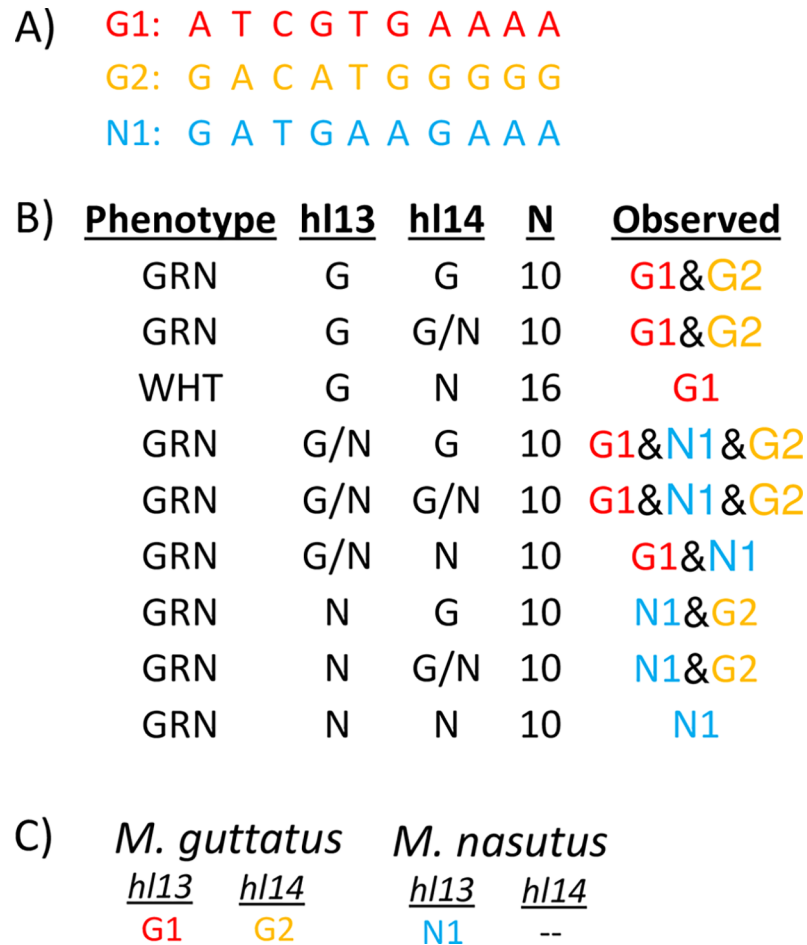 A) G1: A T C G T G A A A A
G2: G A C A T G G G G G
N1: G A T G A A G A A A
B) Phenotype hl13 hl14 N Observed
GRN G G 10 G1&G2
GRN G G/N 10 G1&G2
WHT G N 16 G1
GRN G/N G 10 G1&N1&G2
GRN G/N G/N 10 G1&N1&G2
GRN G/N N 10 G1&N1
GRN N G 10 N1&G2
GRN N G/N 10 N1&G2
GRN N N 10 N1
C) M. guttatus M. nasutus
hl13 hl14 hl13 hl14
G1 G2 N1 --